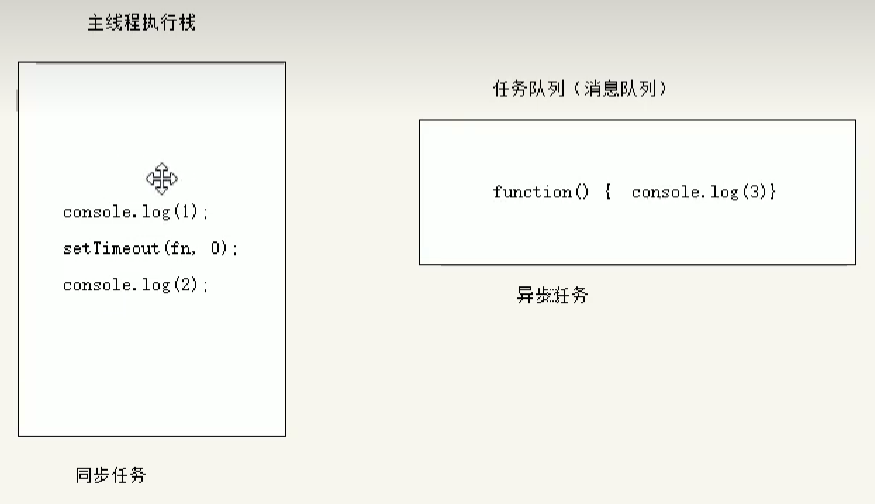 主线程执行栈
console.log(1);
setTimeout(fn, 0);
console.log(2);
同步任务
任务队列（消息队列）
function() {  console.log(3)}
异步任务